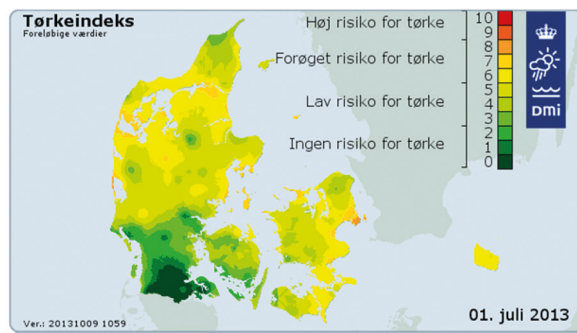 Tørkeindeks
Foreløbige værdier
Høj risiko for tørke
Forøget risiko for tørke
Lav risiko for tørke
Ingen risiko for tørke
10
9
8
7
6
5
4
3
2
1
0
DMI
01. juli 2013
Ver.: 20131009 1059